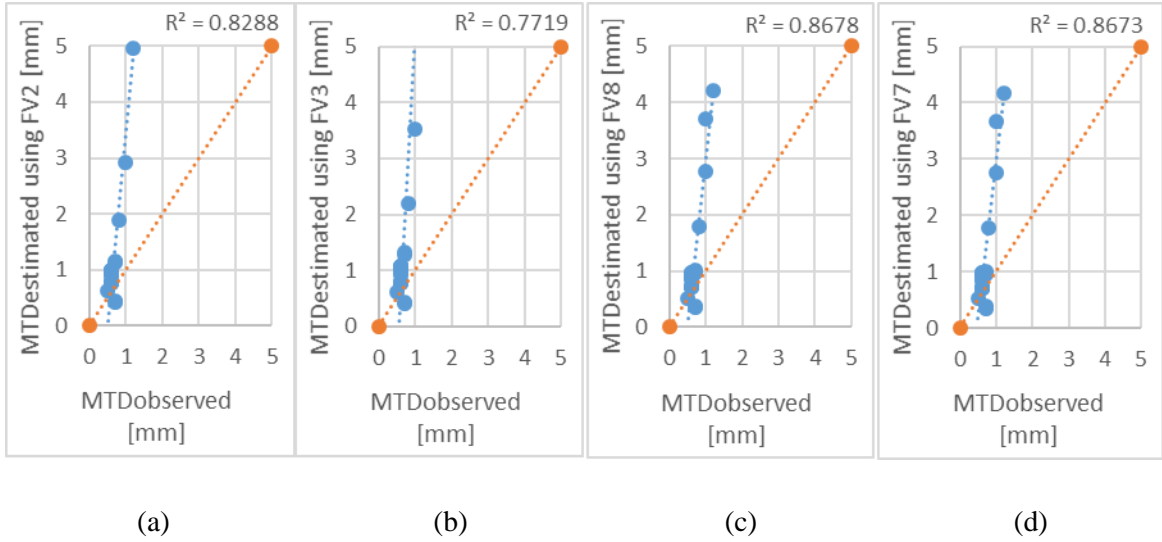 R² = 0.8288
MTDestimated using FV2 [mm]
5
4
3
2
1
0
0 1 2 3 4 5
MTDobserved
[mm]
(a)
R² = 0.7719
MTDestimated using FV3 [mm]
5
4
3
2
1
0
0 1 2 3 4 5
MTDobserved
[mm]
(b)
R² = 0.8678
MTDestimated using FV8 [mm]
5
4
3
2
1
0
0 1 2 3 4 5
MTDobserved
[mm]
(c)
R² = 0.8673
MTDestimated using FV7 [mm]
5
4
3
2
1
0
0 1 2 3 4 5
MTDobserved
[mm]
(d)